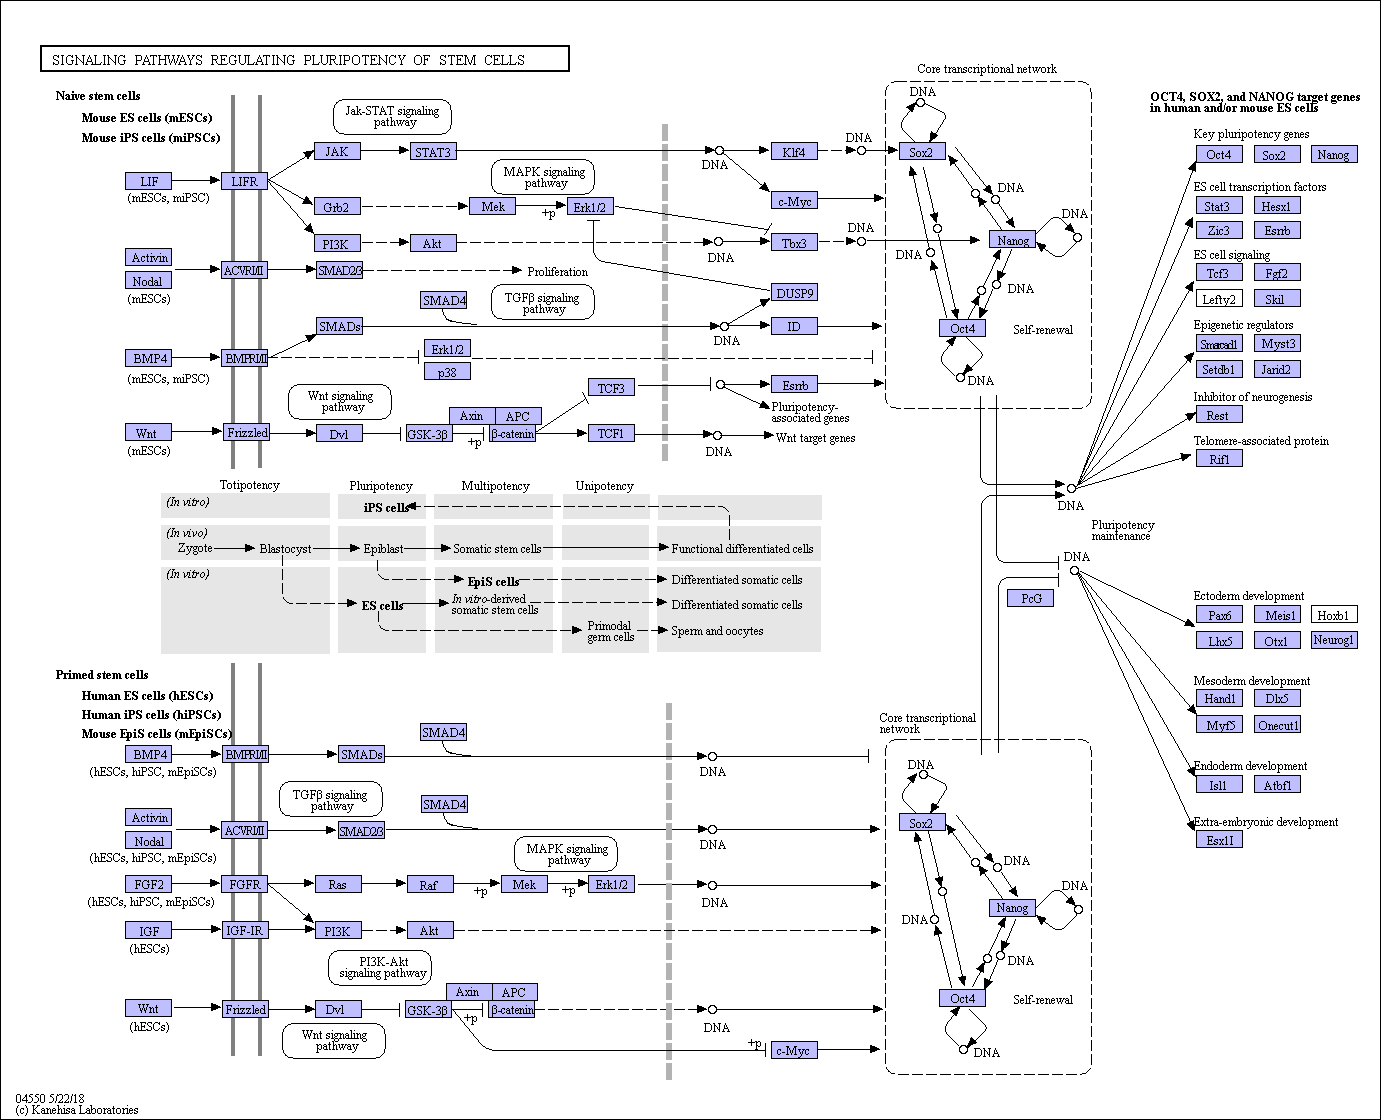 SIGNALING PATHWAYS REGULATING PLURIPOTENCY OF STEM CELLS
Naive stem cells
Mouse ES cells (mESCs)
Mouse iPS cells (miPSCs)
Jak-STAT signaling
pathway
JAK
STAT3
DNA
Klf4
DNA
LIF
(mESCs, miPSC)
LIFR
MAPK signaling
pathway
Grb2
Mek
+p
Erk1/2
c-Myc
PI3K
Akt
DNA
Tbx3
DNA
Activin
Nodal
(mESCs)
ACVRI/II
SMAD2/3
Proliferation
SMAD4
TGFβ signaling
pathway
DUSP9
SMADs
DNA
ID
BMP4
(mESCs, miPSC)
BMPRI/II
Erk1/2
p38
Wnt signaling
pathway
TCF3
DNA
Esrrb
Pluripotency-
associated genes
Wnt
(mESCs)
Frizzled
Dvl
GSK-3β
+p
Axin
APC
β-catenin
TCF1
DNA
Wnt target genes
Core transcriptional network
DNA
Sox2
DNA
DNA
Nanog
DNA
DNA
Oct4
Self-renewal
DNA
OCT4, SOX2, and NANOG target genes
in human and/or mouse ES cells
Key pluripotency genes
Oct4
Sox2
Nanog
ES cell transcription factors
Stat3
Hesx1
Zic3
Esrrb
ES cell signaling
Tcf3
Fgf2
Lefty2
Skil
Epigenetic regulators
Smarcad1
Myst3
Setdb1
Jarid2
Inhibitor of neurogenesis
Rest
Telomere-associated protein
Rif1
DNA
Pluripotency
maintenance
DNA
PcG
Ectoderm development
Pax6
Meis1
Hoxb1
Lhx5
Otx1
Neurog1
Mesoderm development
Hand1
Dlx5
Myf5
Onecut1
Endoderm development
Isl1
Atbf1
Extra-embryonic development
Esx1l
Totipotency
Pluripotency
Multipotency
Unipotency
(In vitro)
iPS cells
(In vivo)
Zygote
Blastocyst
Epiblast
Somatic stem cells
Functional differentiated cells
(In vitro)
EpiS cells
Differentiated somatic cells
ES cells
In vitro-derived
somatic stem cells
Differentiated somatic cells
Primodal
germ cells
Sperm and oocytes
Primed stem cells
Human ES cells (hESCs)
Human iPS cells (hiPSCs)
Mouse EpiS cells (mEpiSCs)
BMP4
(hESCs, hiPSC, mEpiSCs)
BMPRI/II
SMADs
SMAD4
DNA
TGFβ signaling
pathway
Activin
Nodal
(hESCs, hiPSC, mEpiSCs)
ACVRI/II
SMAD2/3
SMAD4
DNA
MAPK signaling
pathway
FGF2
(hESCs, hiPSC, mEpiSCs)
FGFR
Ras
Raf
+p
Mek
+p
Erk1/2
DNA
IGF
(hESCs)
IGF-IR
PI3K
Akt
PI3K-Akt
signaling pathway
Wnt
(hESCs)
Frizzled
Dvl
GSK-3β
+p
Axin
APC
β-catenin
DNA
Wnt signaling
pathway
+p
c-Myc
Core transcriptional
network
DNA
Sox2
DNA
DNA
Nanog
DNA
DNA
Oct4
Self-renewal
DNA
04550 5/22/18
(c) Kanehisa Laboratories